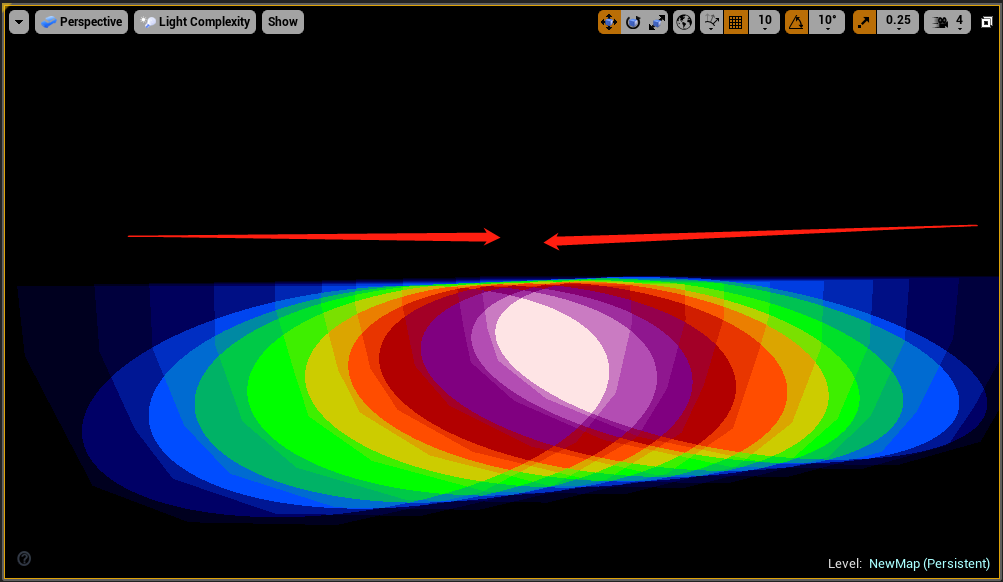 Perspective Light Complexity Show 10 10° 0.25 4
?
Level: NewMap (Persistent)